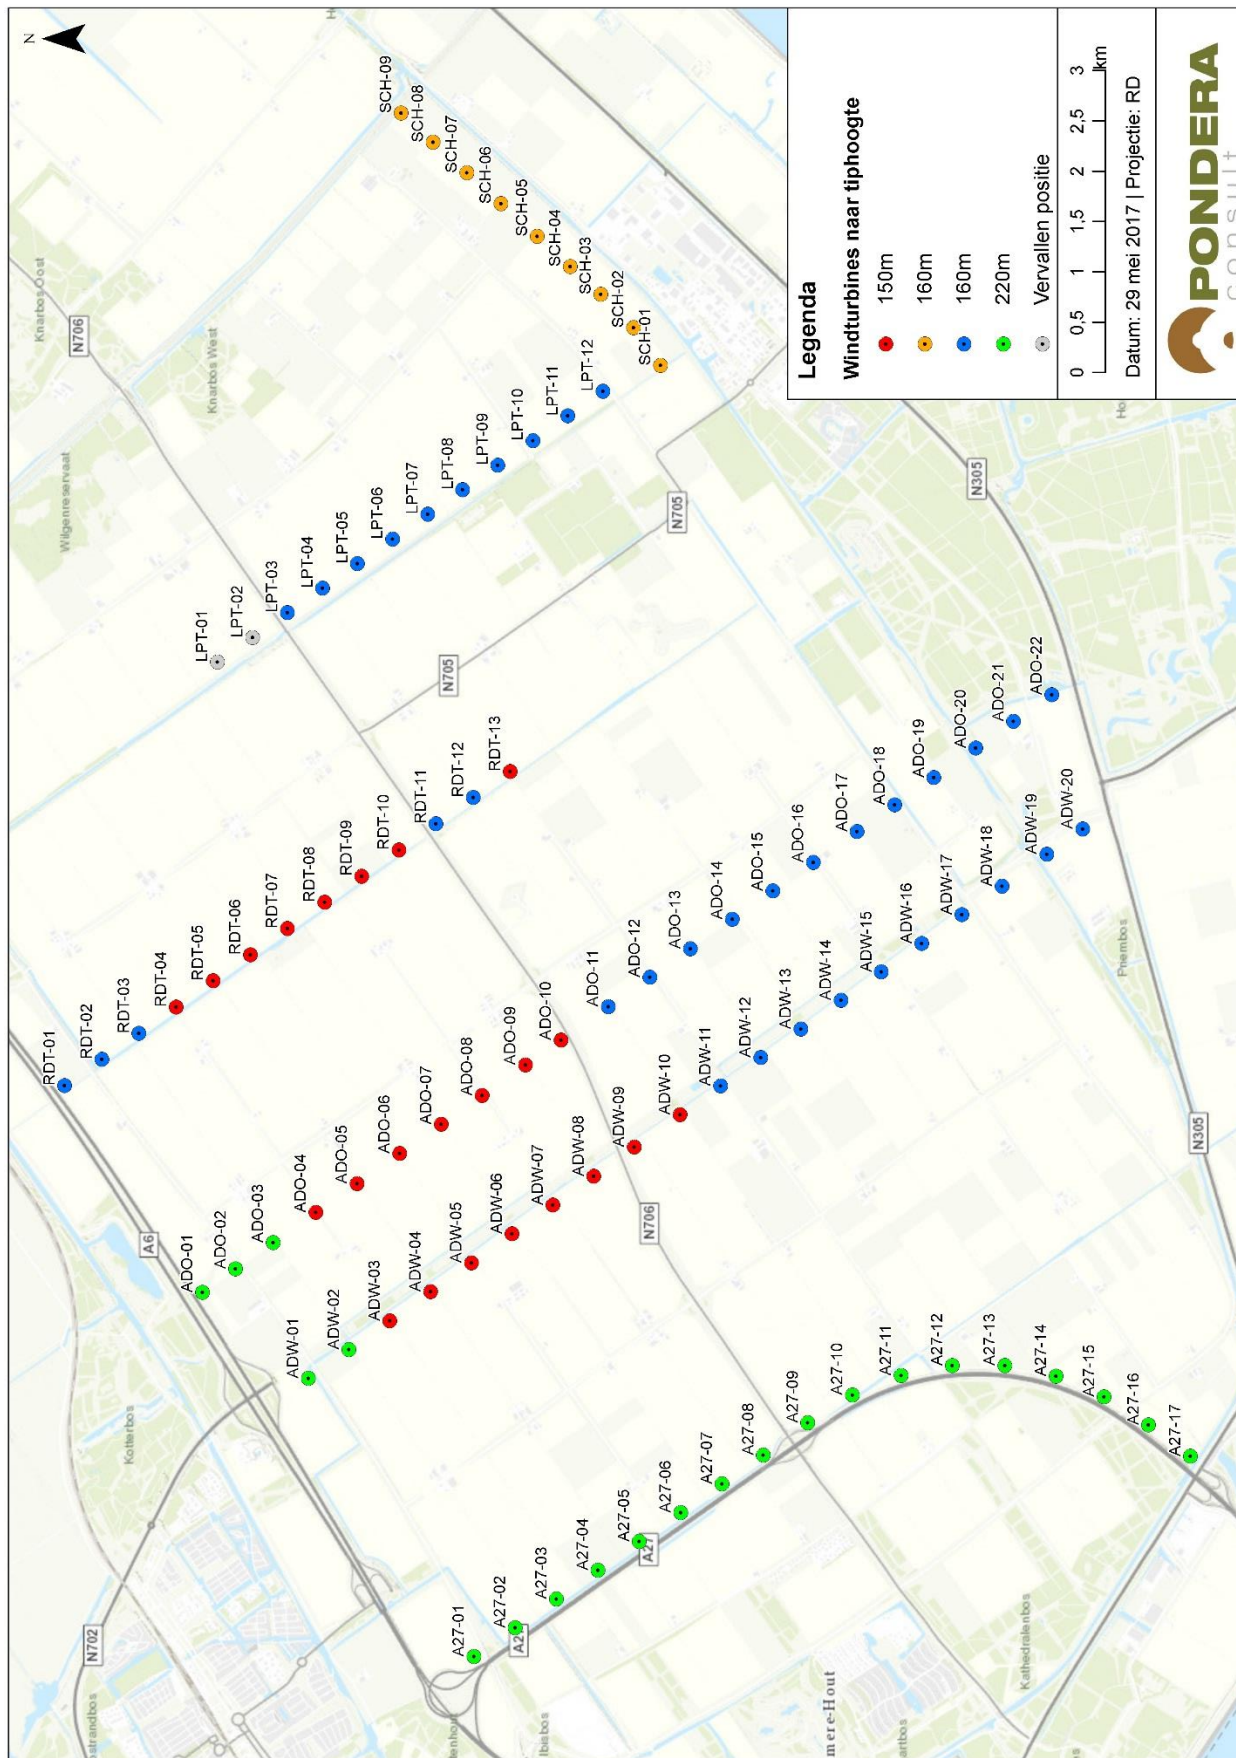 N
Knarbos Oost
N706
Knarbos West
Wilgenreservaat
SCH-09
SCH-08
SCH-07
SCH-06
SCH-05
SCH-04
SCH-03
SCH-02
SCH-01
LPT-01
LPT-02
LPT-03
LPT-04
LPT-05
LPT-06
LPT-07
LPT-08
LPT-09
LPT-10
LPT-11
LPT-12
N705
N705
N305
RDT-01
RDT-02
RDT-03
RDT-04
RDT-05
RDT-06
RDT-07
RDT-08
RDT-09
RDT-10
RDT-11
RDT-12
RDT-13
A6
ADO-01
ADO-02
ADO-03
ADO-04
ADO-05
ADO-06
ADO-07
ADO-08
ADO-09
ADO-10
ADO-11
ADO-12
ADO-13
ADO-14
ADO-15
ADO-16
ADO-17
ADO-18
ADO-19
ADO-20
ADO-21
ADO-22
ADW-01
ADW-02
ADW-03
ADW-04
ADW-05
ADW-06
ADW-07
ADW-08
ADW-09
ADW-10
ADW-11
ADW-12
ADW-13
ADW-14
ADW-15
ADW-16
ADW-17
ADW-18
ADW-19
ADW-20
Priembos
N305
N706
Kotterbos
N702
A27-01
A27-02
A27-03
A27-04
A27-05
A27-06
A27-07
A27-08
A27-09
A27-10
A27-11
A27-12
A27-13
A27-14
A27-15
A27-16
A27-17
A27
Kathedralenbos
mere-Hout
Legenda
Windturbines naar tiphoogte
150m
160m
160m
220m
Vervallen positie
0 0.5 1 1.5 2 2.5 3
km
Datum: 29 mei 2017 | Projectie: RD
PONDERA
consult